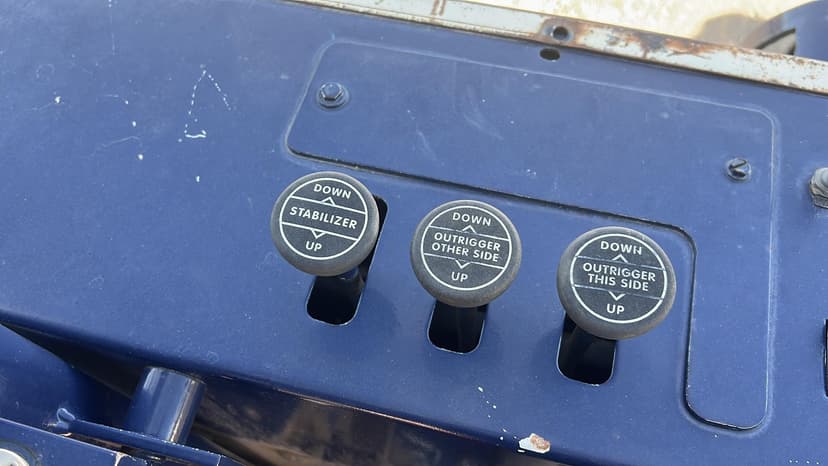 DOWN
STABILIZER
UP
DOWN
OUTRIGGER
OTHER SIDE
UP
DOWN
OUTRIGGER
THIS SIDE
UP